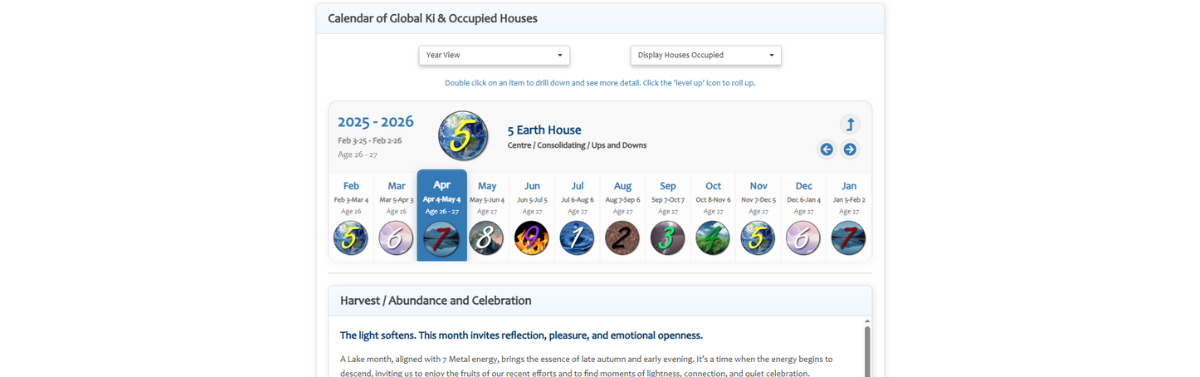 Calendar of Global Ki & Occupied Houses
Year View
Display Houses Occupied
Double click on an item to drill down and see more detail. Click the 'level up' icon to roll up.
2025 - 2026
Feb 3-25 - Feb 2-26
Age 26 - 27
5
5 Earth House
Centre / Consolidating / Ups and Downs
Feb Mar Apr May Jun Jul Aug Sep Oct Nov Dec Jan
Feb 3-Mar 4 Mar 5-Apr 3 Apr 4-May 4 May 5-Jun 4 Jun 5-Jul 5 Jul 6-Aug 6 Aug 7-Sep 6 Sep 7-Oct 7 Oct 8-Nov 6 Nov 7-Dec 5 Dec 6-Jan 4 Jan 5-Feb 2
Age 26 Age 26 Age 26 - 27 Age 27 Age 27 Age 27 Age 27 Age 27 Age 27 Age 27 Age 27 Age 27
5 6 7 8 9 1 2 3 4 5 6 7
Harvest / Abundance and Celebration
The light softens. This month invites reflection, pleasure, and emotional openness.
A Lake month, aligned with 7 Metal energy, brings the essence of late autumn and early evening. It's a time when the energy begins to
descend, inviting us to enjoy the fruits of our recent efforts and to find moments of lightness, connection, and quiet celebration.